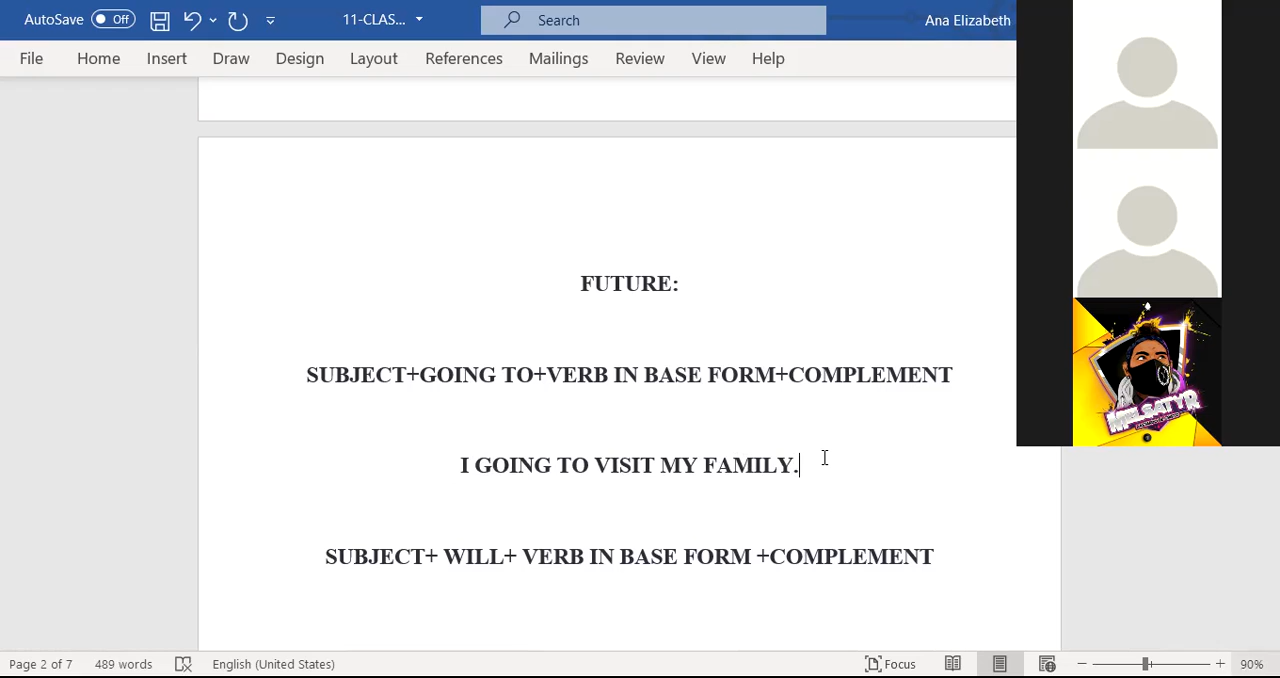 AutoSave Off 11-CLAS... Search Ana Elizabeth
File Home Insert Draw Design Layout References Mailings Review View Help
FUTURE:
SUBJECT+GOING TO+VERB IN BASE FORM+COMPLEMENT
I GOING TO VISIT MY FAMILY.
SUBJECT+ WILL+ VERB IN BASE FORM +COMPLEMENT
Page 2 of 7 489 words English (United States) Focus 90%